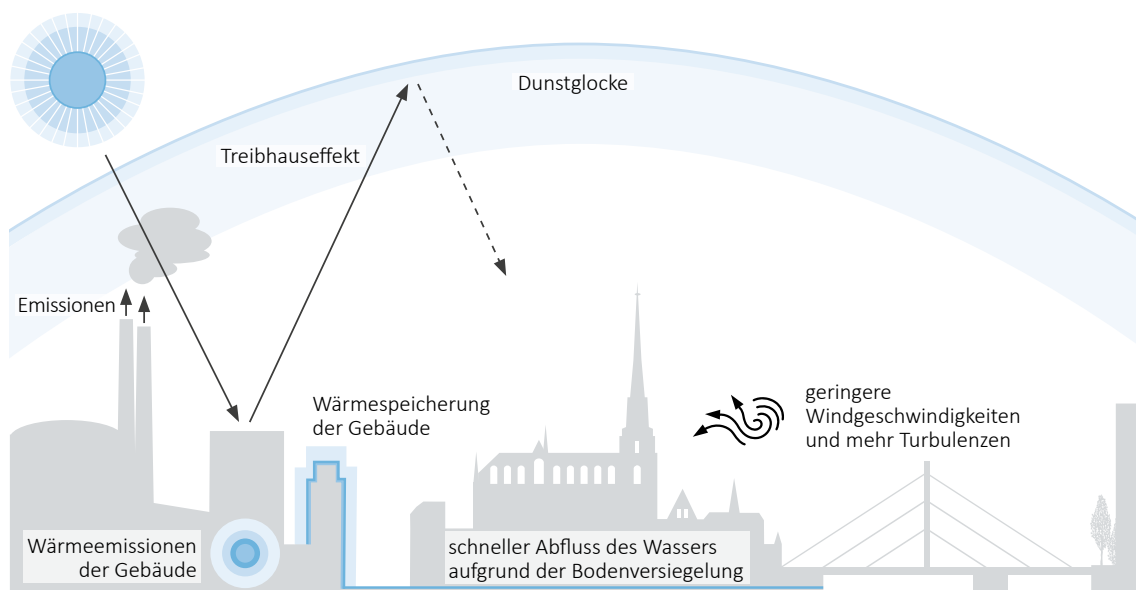 Dunstglocke
Treibhauseffekt
Emissionen
Wärmespeicherung
der Gebäude
geringere
Windgeschwindigkeiten
und mehr Turbulenzen
Wärmeemissionen
der Gebäude
schneller Abfluss des Wassers
aufgrund der Bodenversiegelung